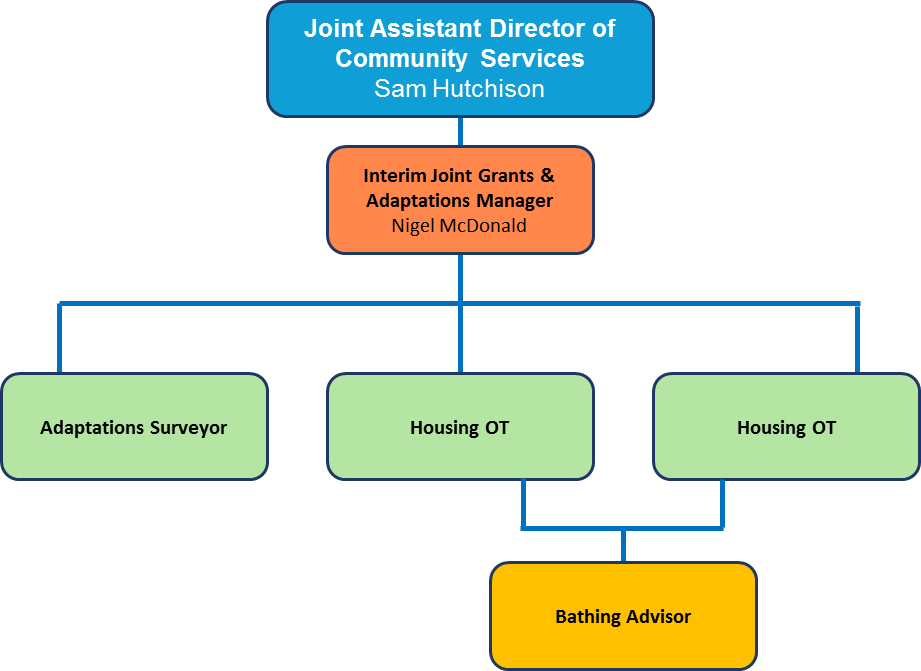 Joint Assistant Director of
Community Services
Sam Hutchison
Interim Joint Grants &
Adaptations Manager
Nigel McDonald
Adaptations Surveyor
Housing OT
Housing OT
Bathing Advisor